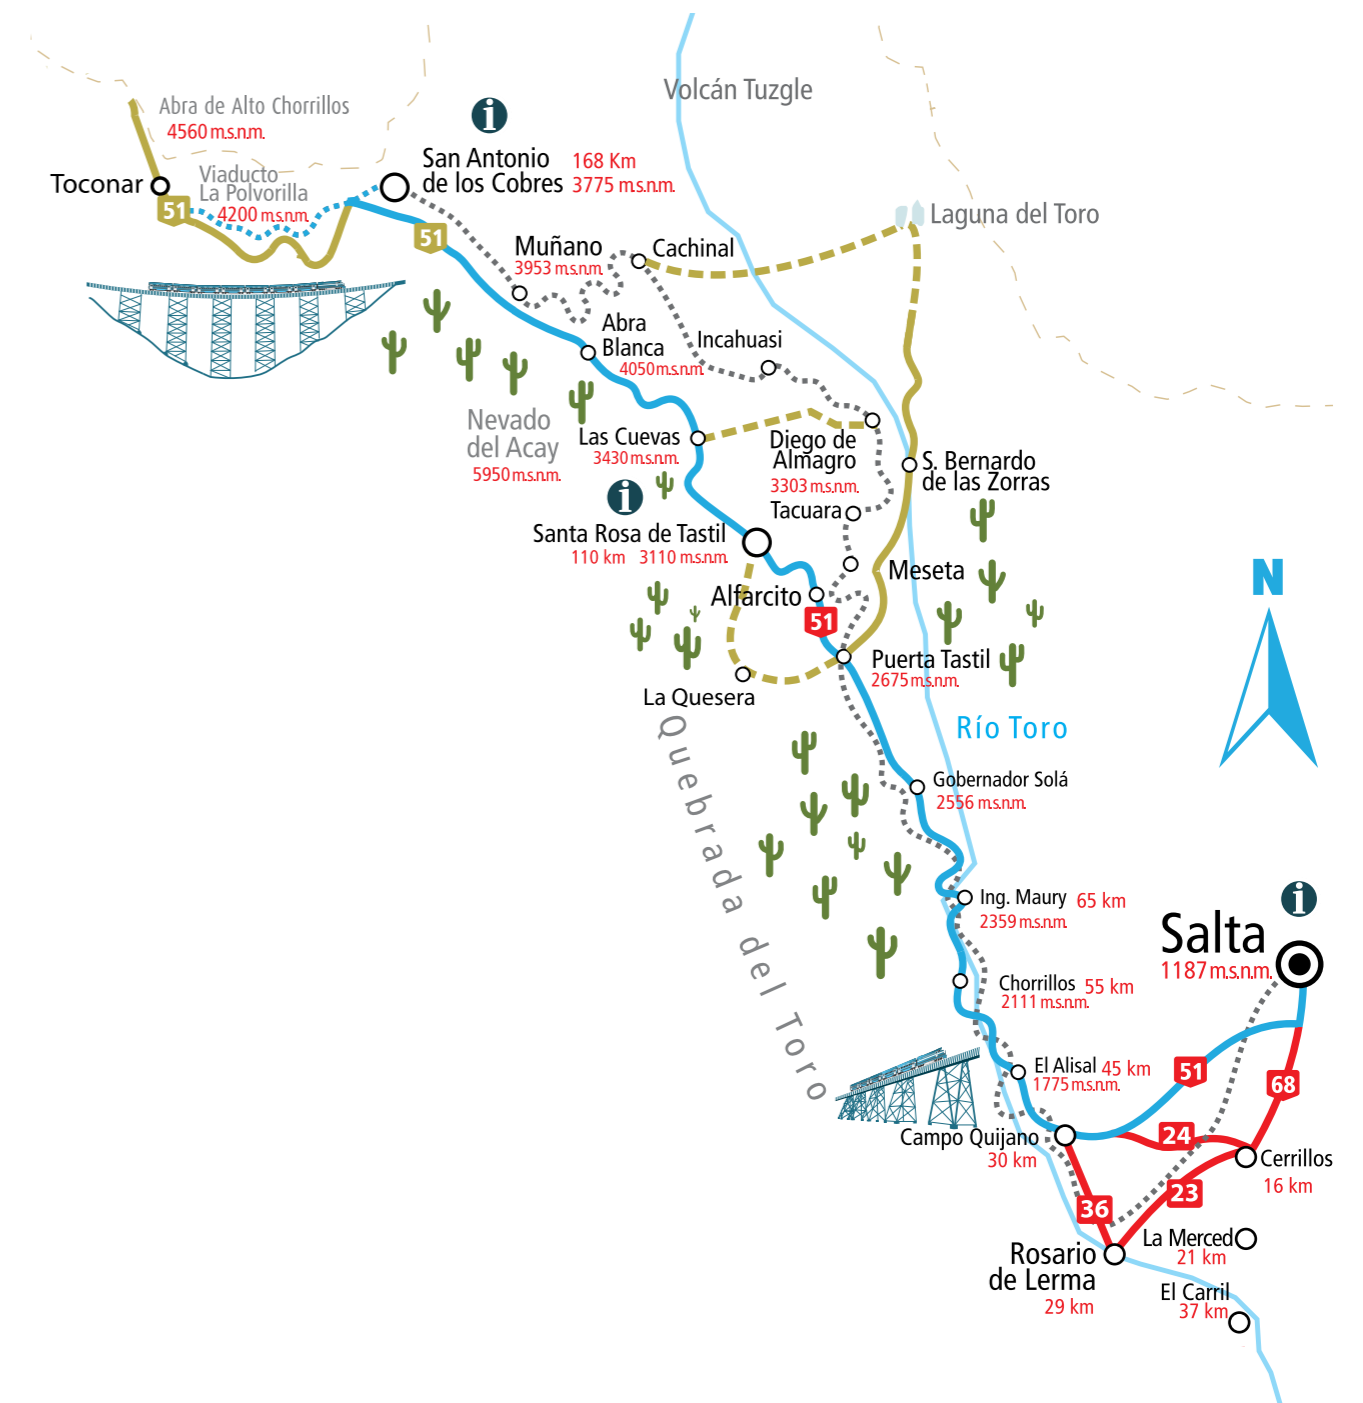 Volcán Tuzgle
Abra de Alto Chorrillos
4560 m.s.n.m.
i
San Antonio
de los Cobres
168 Km
3775 m.s.n.m.
Toconar
Viaducto
La Polvorilla
4200 m.s.n.m.
51
51
Laguna del Toro
Muñano
3953 m.s.n.m.
Cachinal
Abra
Blanca
4050 m.s.n.m.
Incahuasi
Nevado
del Acay
5950 m.s.n.m.
Las Cuevas
3430 m.s.n.m.
Diego de
Almagro
3303 m.s.n.m.
S. Bernardo
de las Zorras
i
Tacuara
Santa Rosa de Tastil
110 km 3110 m.s.n.m.
Meseta
N
Alfarcito
51
Puerta Tastil
2675 m.s.n.m.
La Quesera
Río Toro
Quebrada del Toro
Gobernador Solá
2556 m.s.n.m.
Ing. Maury 65 km
2359 m.s.n.m.
i
Salta
1187 m.s.n.m.
Chorrillos 55 km
2111 m.s.n.m.
El Alisal 45 km
1775 m.s.n.m.
51
68
Campo Quijano
30 km
24
Cerrillos
16 km
23
36
La Merced
21 km
Rosario
de Lerma
29 km
El Carril
37 km